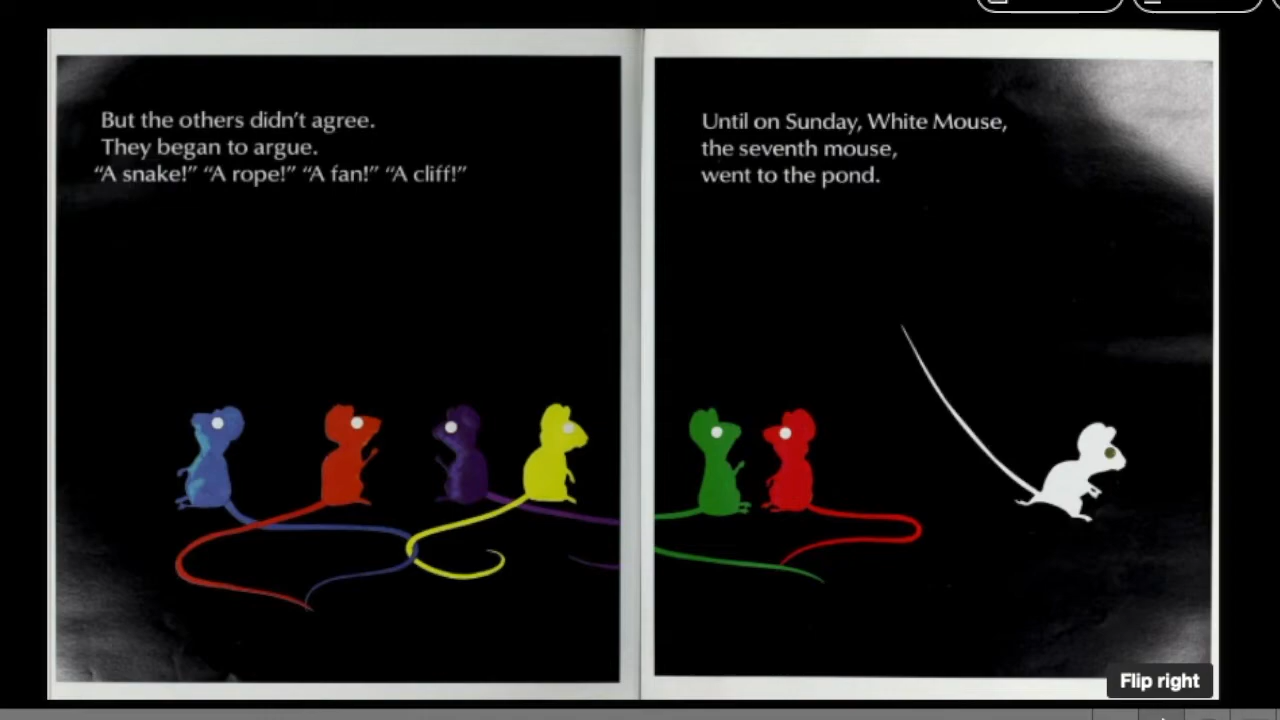 But the others didn't agree.
They began to argue.
“A snake!” “A rope!” “A fan!” “A cliff!”
Until on Sunday, White Mouse,
the seventh mouse,
went to the pond.
Flip right